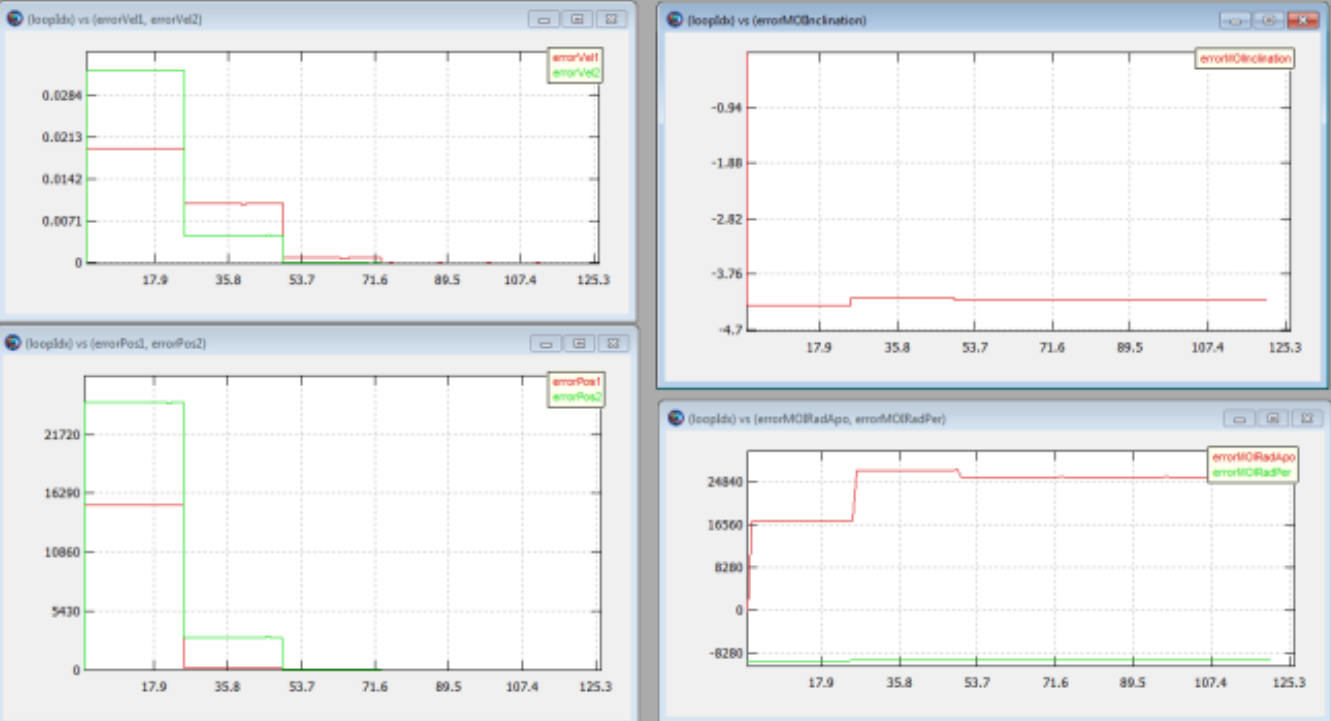 (loopIdx) vs (errorVel1, errorVel2)
errorVel1
errorVel2
0.0284
0.0213
0.0142
0.0071
0
17.9 35.8 53.7 71.6 89.5 107.4 125.3
(loopIdx) vs (errorMOIInclination)
errorMOIInclination
-0.94
-1.88
-2.82
-3.76
-4.7
17.9 35.8 53.7 71.6 89.5 107.4 125.3
(loopIdx) vs (errorPos1, errorPos2)
errorPos1
errorPos2
21720
16290
10860
5430
0
17.9 35.8 53.7 71.6 89.5 107.4 125.3
(loopIdx) vs (errorMOIRadApo, errorMOIRadPer)
errorMOIRadApo
errorMOIRadPer
24840
16560
8280
0
-8280
17.9 35.8 53.7 71.6 89.5 107.4 125.3